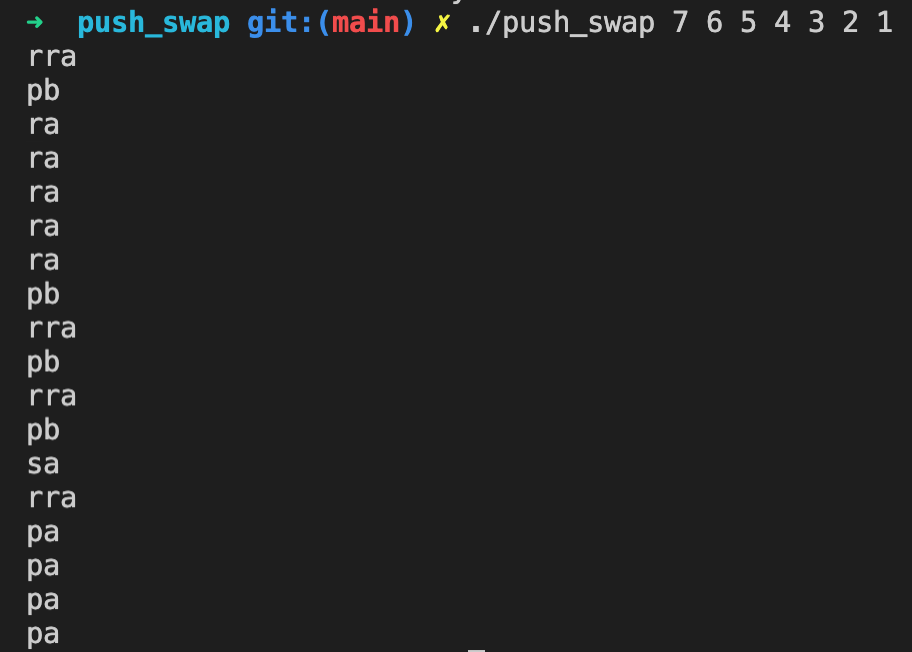 ➜ push_swap git:(main) ✗ ./push_swap 7 6 5 4 3 2 1
rra
pb
ra
ra
ra
ra
ra
pb
rra
pb
rra
pb
sa
rra
pa
pa
pa
pa